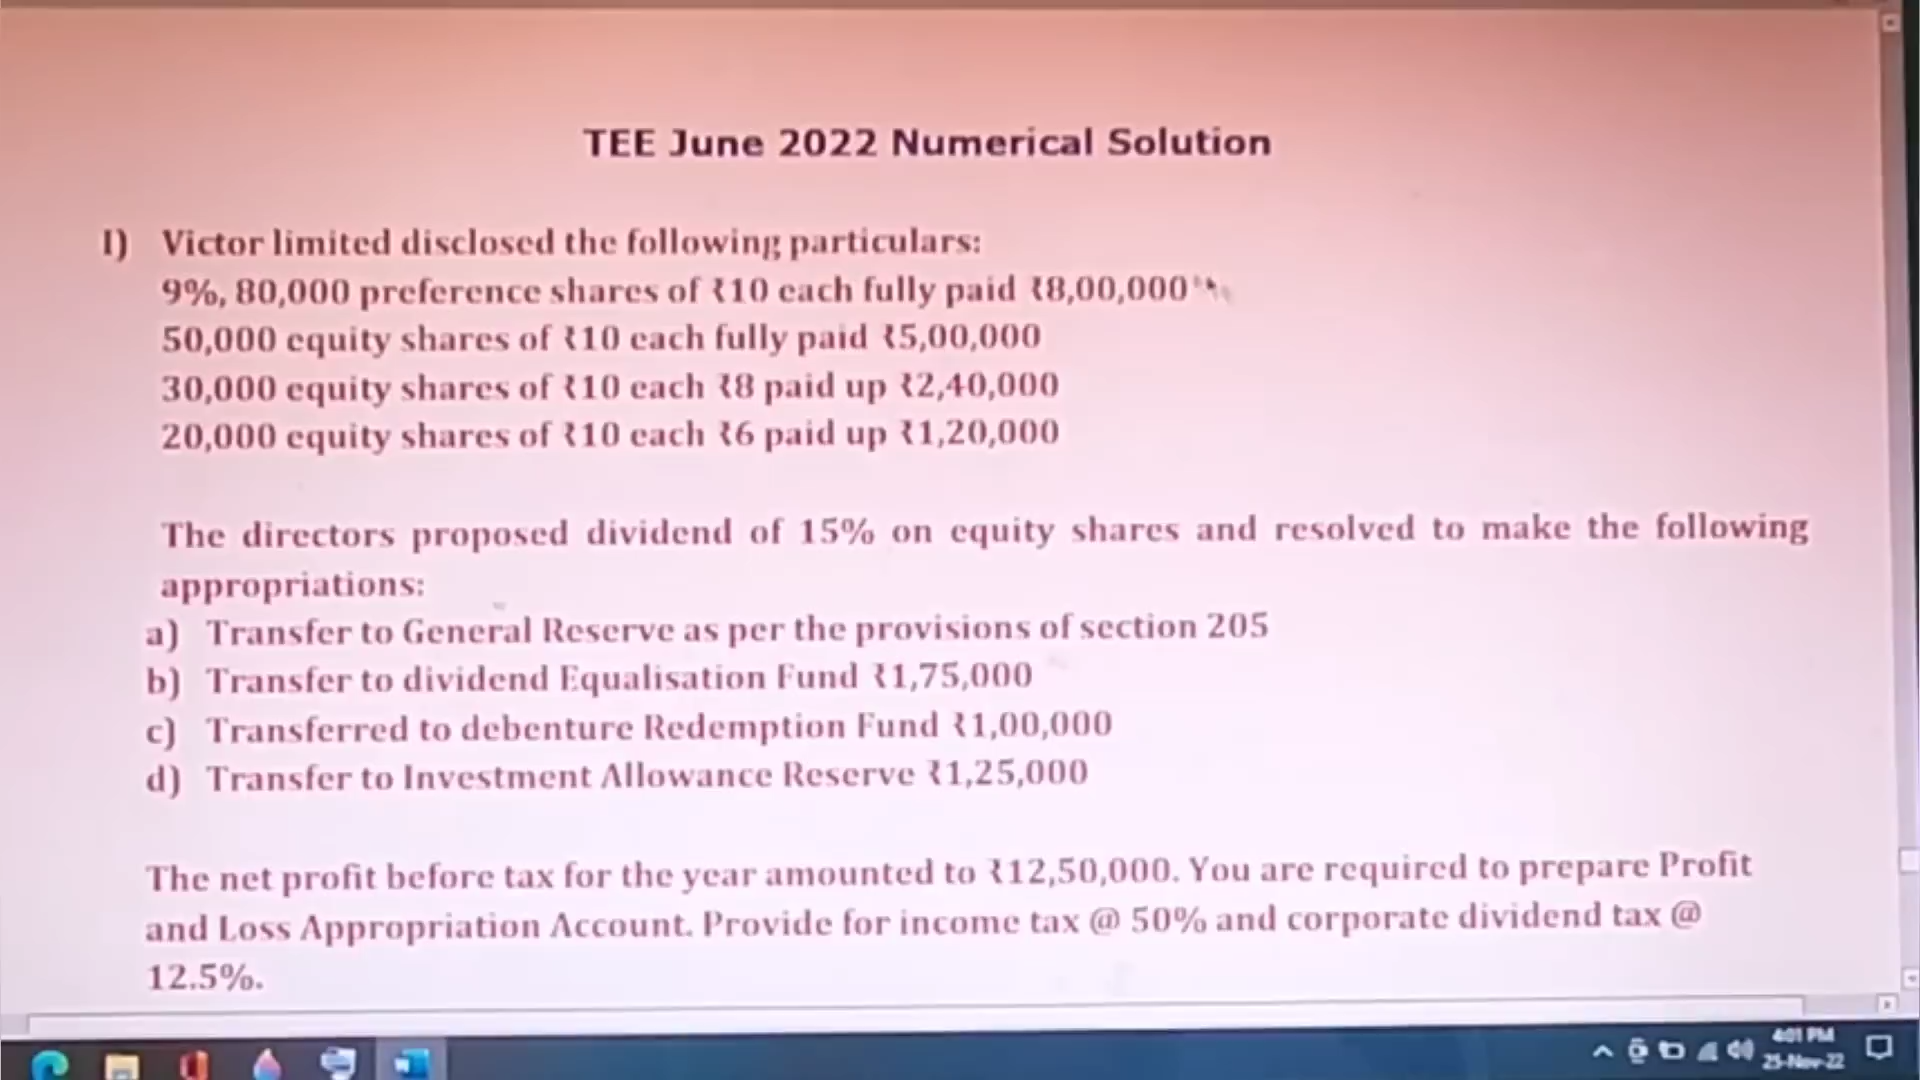 TEE June 2022 Numerical Solution
I) Victor limited disclosed the following particulars:
9%, 80,000 preference shares of ₹10 each fully paid ₹8,00,000
50,000 equity shares of ₹10 each fully paid ₹5,00,000
30,000 equity shares of ₹10 each ₹8 paid up ₹2,40,000
20,000 equity shares of ₹10 each ₹6 paid up ₹1,20,000
The directors proposed dividend of 15% on equity shares and resolved to make the following
appropriations:
a) Transfer to General Reserve as per the provisions of section 205
b) Transfer to dividend Equalisation Fund ₹1,75,000
c) Transferred to debenture Redemption Fund ₹1,00,000
d) Transfer to Investment Allowance Reserve ₹1,25,000
The net profit before tax for the year amounted to ₹12,50,000. You are required to prepare Profit
and Loss Appropriation Account. Provide for income tax @ 50% and corporate dividend tax @
12.5%.
4:01 PM
25-Nov-22